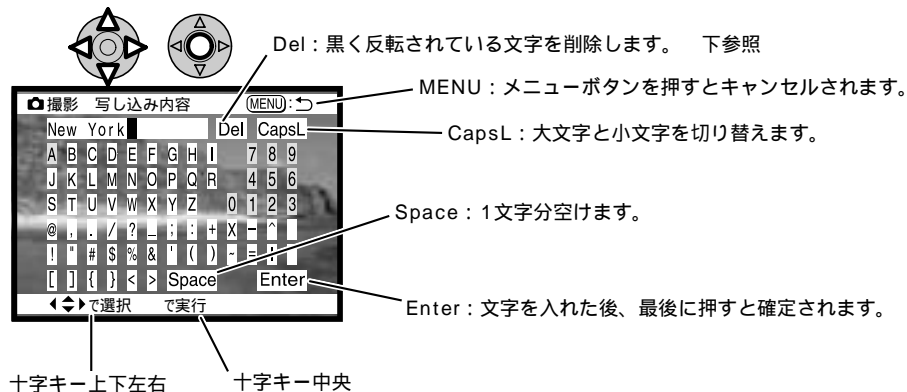 Del：黒く反転されている文字を削除します。　下参照
MENU：メニューボタンを押すとキャンセルされます。
撮影　写し込み内容　MENU：
New York　Del　CapsL
CapsL：大文字と小文字を切り替えます。
A B C D E F G H I　7 8 9
J K L M N O P Q R　4 5 6
S T U V W X Y Z　0 1 2 3
Space：1文字分空けます。
@ , . / ? _ ; : + X - ^
! " # $ % & ' ( ) ~ = |
[ ] { } < > Space　Enter
Enter：文字を入れた後、最後に押すと確定されます。
で選択　で実行
十字キー上下左右　十字キー中央